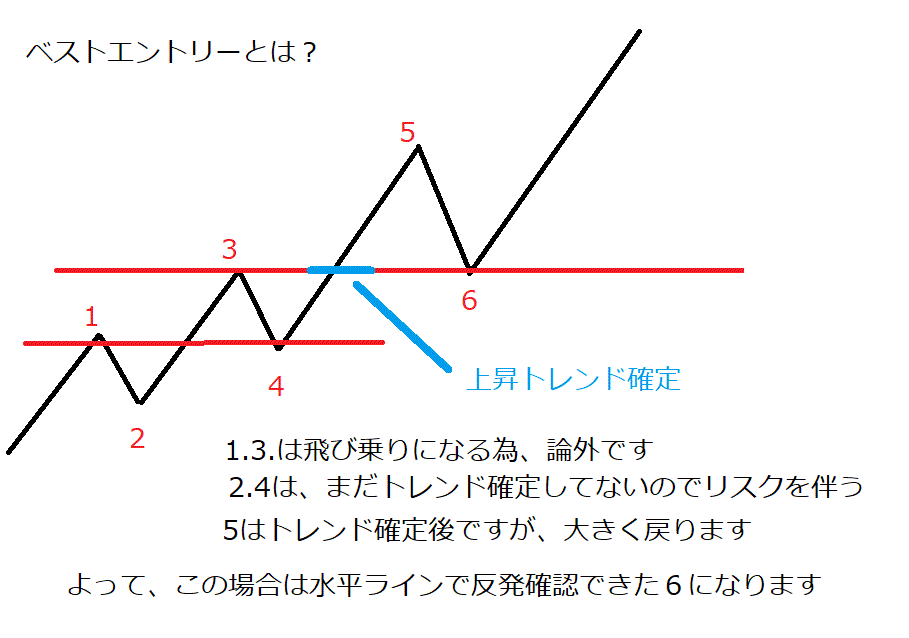 ベストエントリーとは？
5
3
1
6
4
2
上昇トレンド確定
1.3.は飛び乗りになる為、論外です
2.4は、まだトレンド確定してないのでリスクを伴う
5はトレンド確定後ですが、大きく戻ります
よって、この場合は水平ラインで反発確認できた６になります